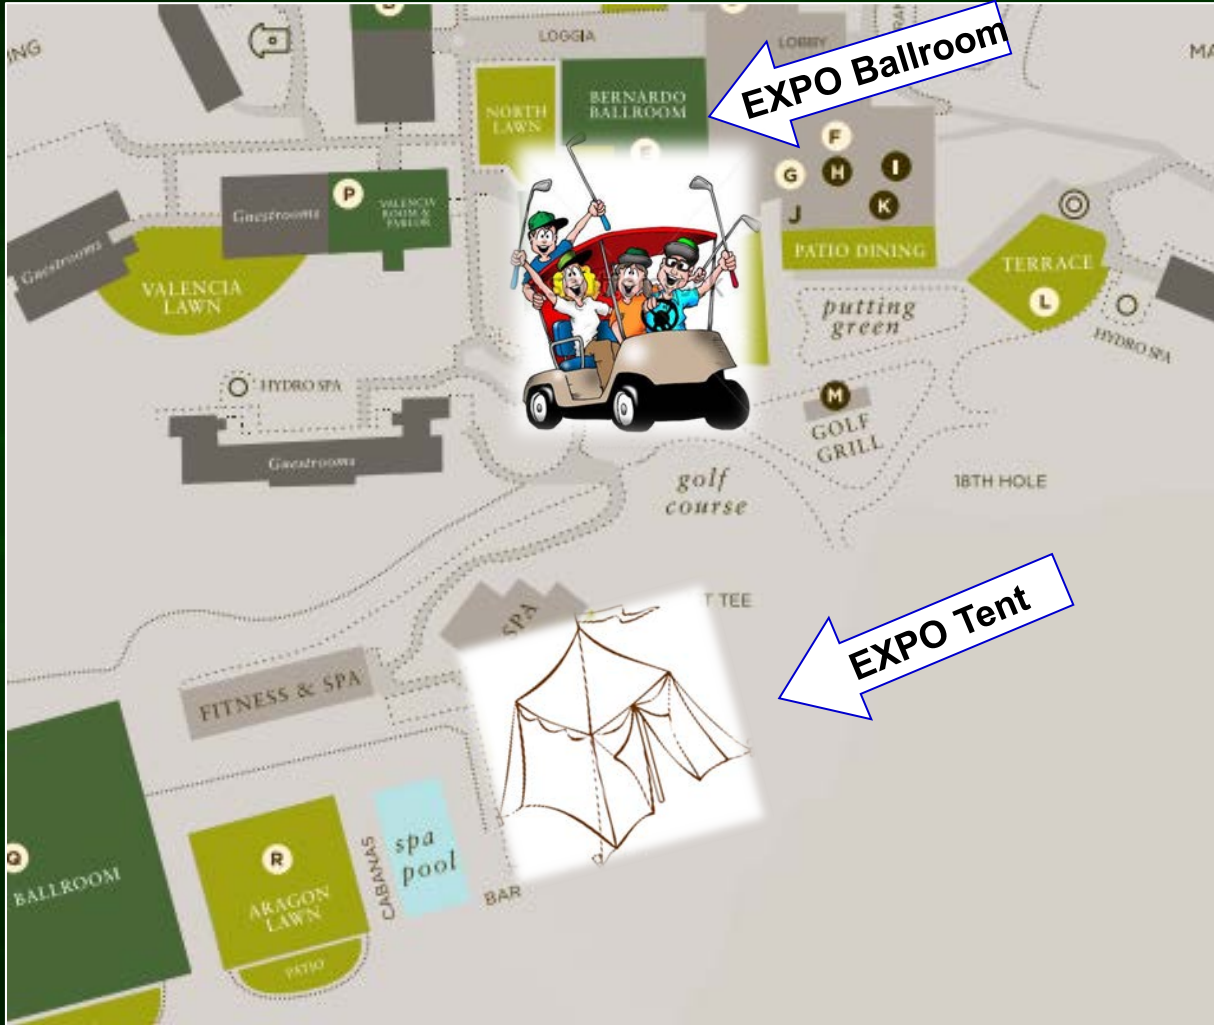 LOGGIA
LOBBY
EXPO Ballroom
NORTH
LAWN
BERNARDO
BALLROOM
E
F
G
H
I
J
K
PATIO DINING
Guestrooms
P
VALENCIA
ROOM &
PARLOR
Guestrooms
VALENCIA
LAWN
TERRACE
L
HYDRO SPA
putting
green
HYDRO SPA
M
GOLF
GRILL
Guestrooms
golf
course
18TH HOLE
SPA
TEE
EXPO Tent
FITNESS & SPA
Q
BALLROOM
R
ARAGON
LAWN
PATIO
CABANAS
spa
pool
BAR